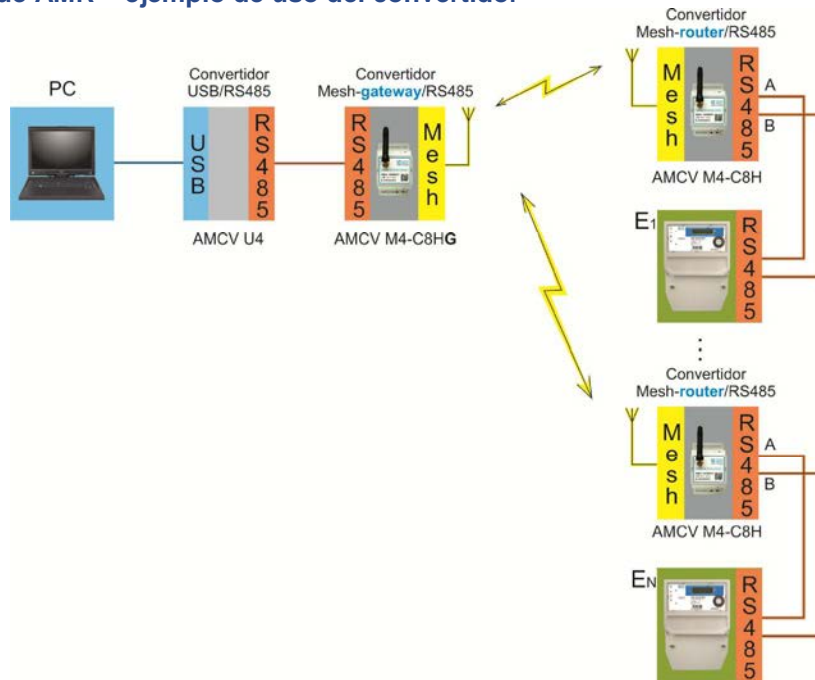 ejemplo de uso del convertidor
PC
Convertidor
USB/RS485
USB
RS485
AMCV U4
Convertidor
Mesh-gateway/RS485
RS485
Mesh
AMCV M4-C8HG
Convertidor
Mesh-router/RS485
Mesh
RS485
A
B
AMCV M4-C8H
E1
RS485
⋮
Convertidor
Mesh-router/RS485
Mesh
RS485
A
B
AMCV M4-C8H
EN
RS485